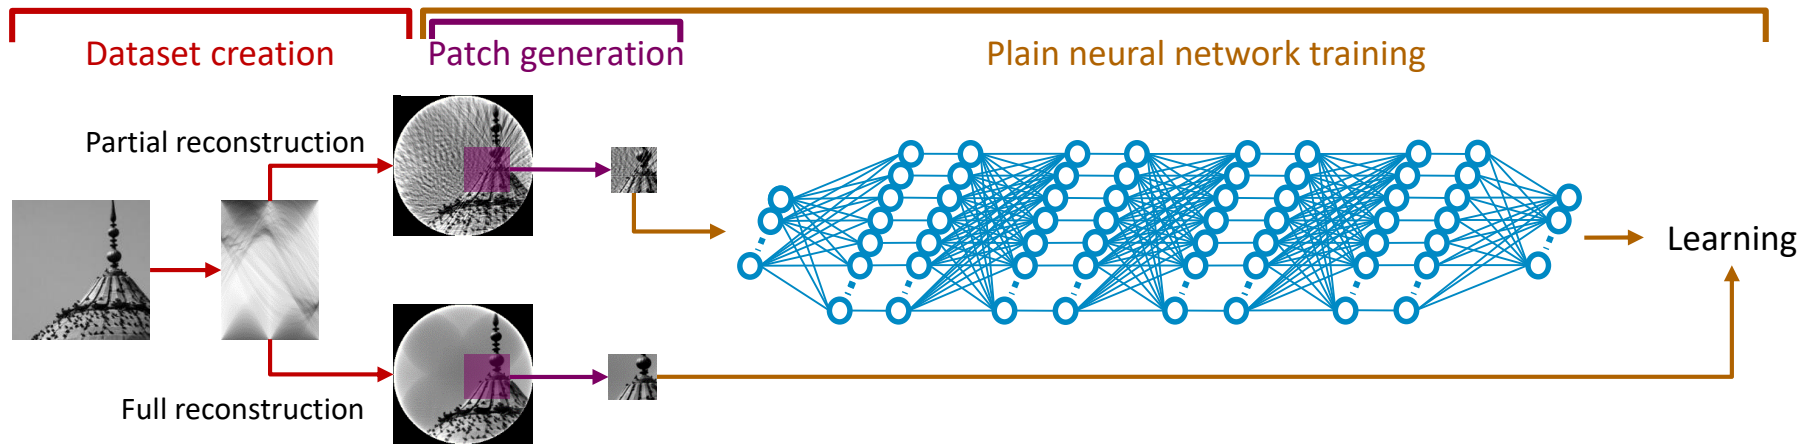 Dataset creation
Patch generation
Plain neural network training
Partial reconstruction
Learning
Full reconstruction